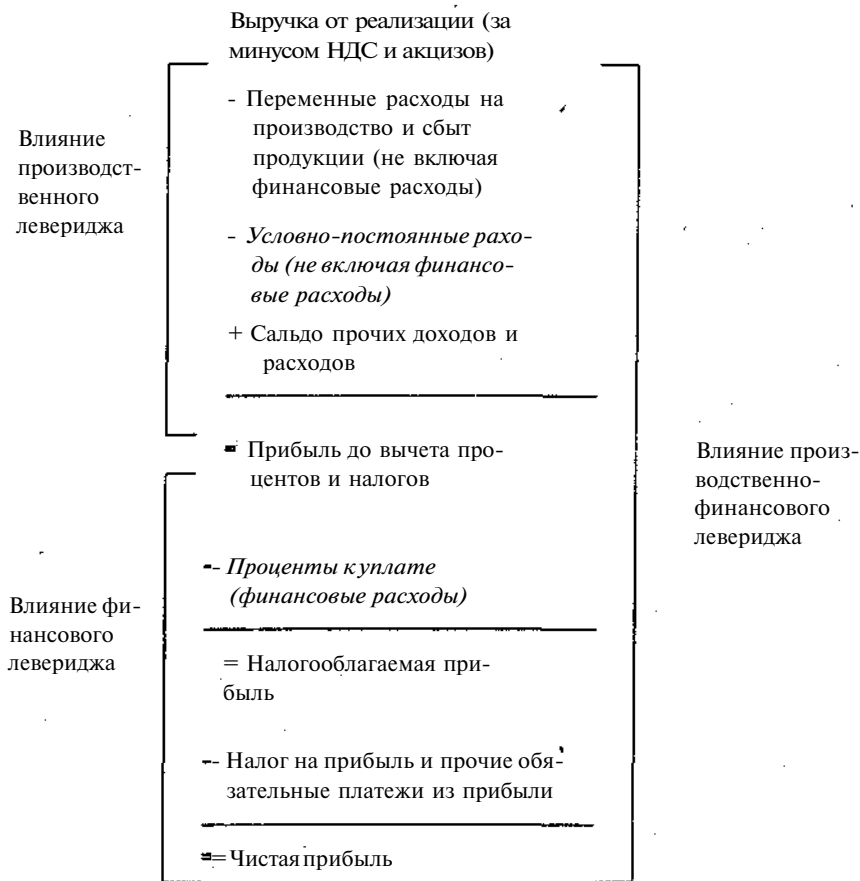 Выручка от реализации (за
минусом НДС и акцизов)
- Переменные расходы на
производство и сбыт
продукции (не включая
финансовые расходы)
Влияние
производст-
венного
левериджа
- Условно-постоянные рахо-
ды (не включая финансо-
вые расходы)
+ Сальдо прочих доходов и
расходов
= Прибыль до вычета про-
центов и налогов
Влияние произ-
водственно-
финансового
левериджа
- Проценты к уплате
(финансовые расходы)
Влияние фи-
нансового
левериджа
= Налогооблагаемая при-
быль
- Налог на прибыль и прочие обя-
зательные платежи из прибыли
= Чистая прибыль